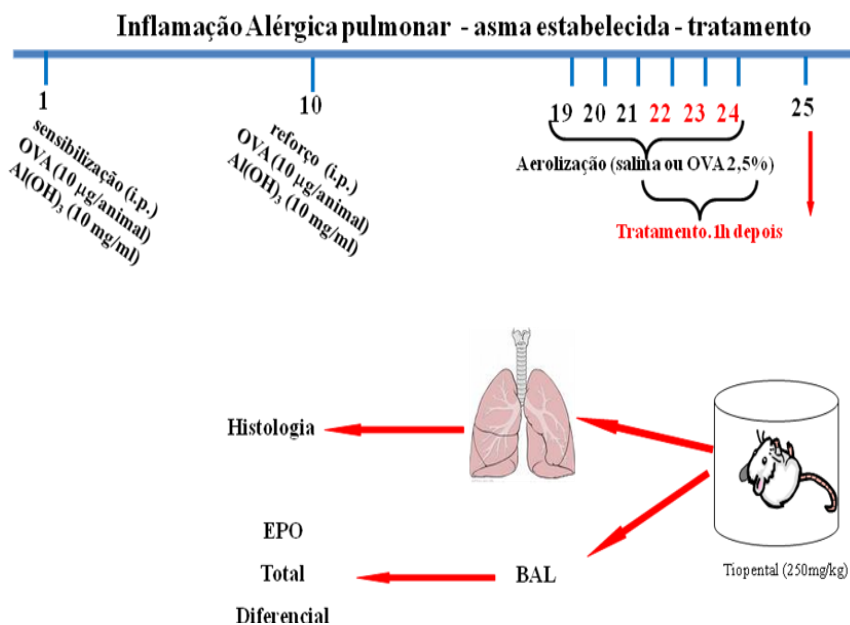 Inflamação Alérgica pulmonar - asma estabelecida - tratamento
1
10
19 20 21 22 23 24
25
sensibilização (i.p.)
OVA (10 µg/animal)
Al(OH)3 (10 mg/ml)
reforço (i.p.)
OVA (10 µg/animal)
Al(OH)3 (10 mg/ml)
Aerolização (salina ou OVA 2,5%)
Tratamento. 1h depois
Histologia
EPO
Total
Diferencial
BAL
Tiopental (250mg/kg)